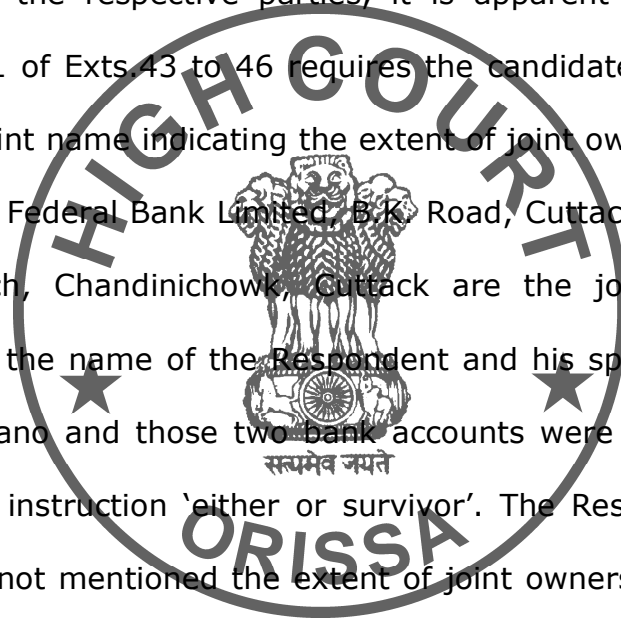 the respective parties, it is apparent
of Exts.43 to 46 requires the candidate
int name indicating the extent of joint ow
Federal Bank Limited, B.K. Road, Cuttac
ch, Chandinichowk, Cuttack are the jo
the name of the Respondent and his sp
ano and those two bank accounts were
instruction ‘either or survivor’. The Res
not mentioned the extent of joint owners
HIGH COURT
सत्यमेव जयते
ORISSA